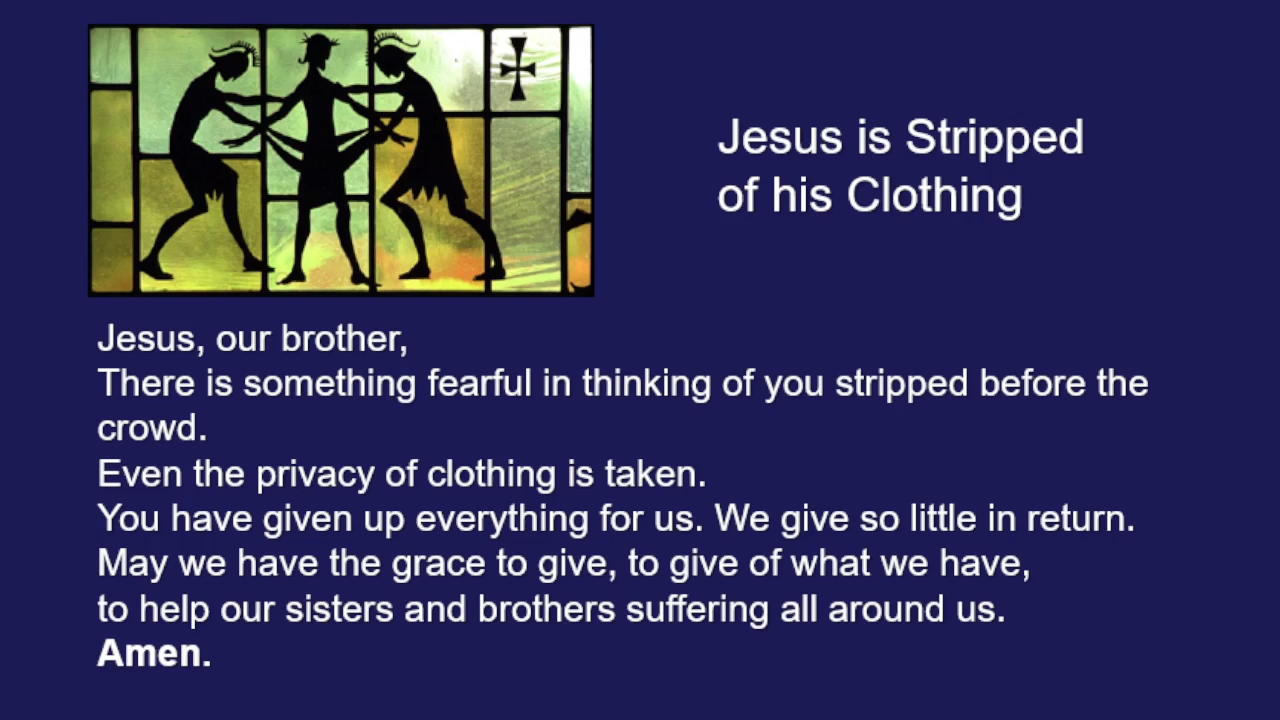 Jesus is Stripped
of his Clothing
Jesus, our brother,
There is something fearful in thinking of you stripped before the
crowd.
Even the privacy of clothing is taken.
You have given up everything for us. We give so little in return.
May we have the grace to give, to give of what we have,
to help our sisters and brothers suffering all around us.
Amen.